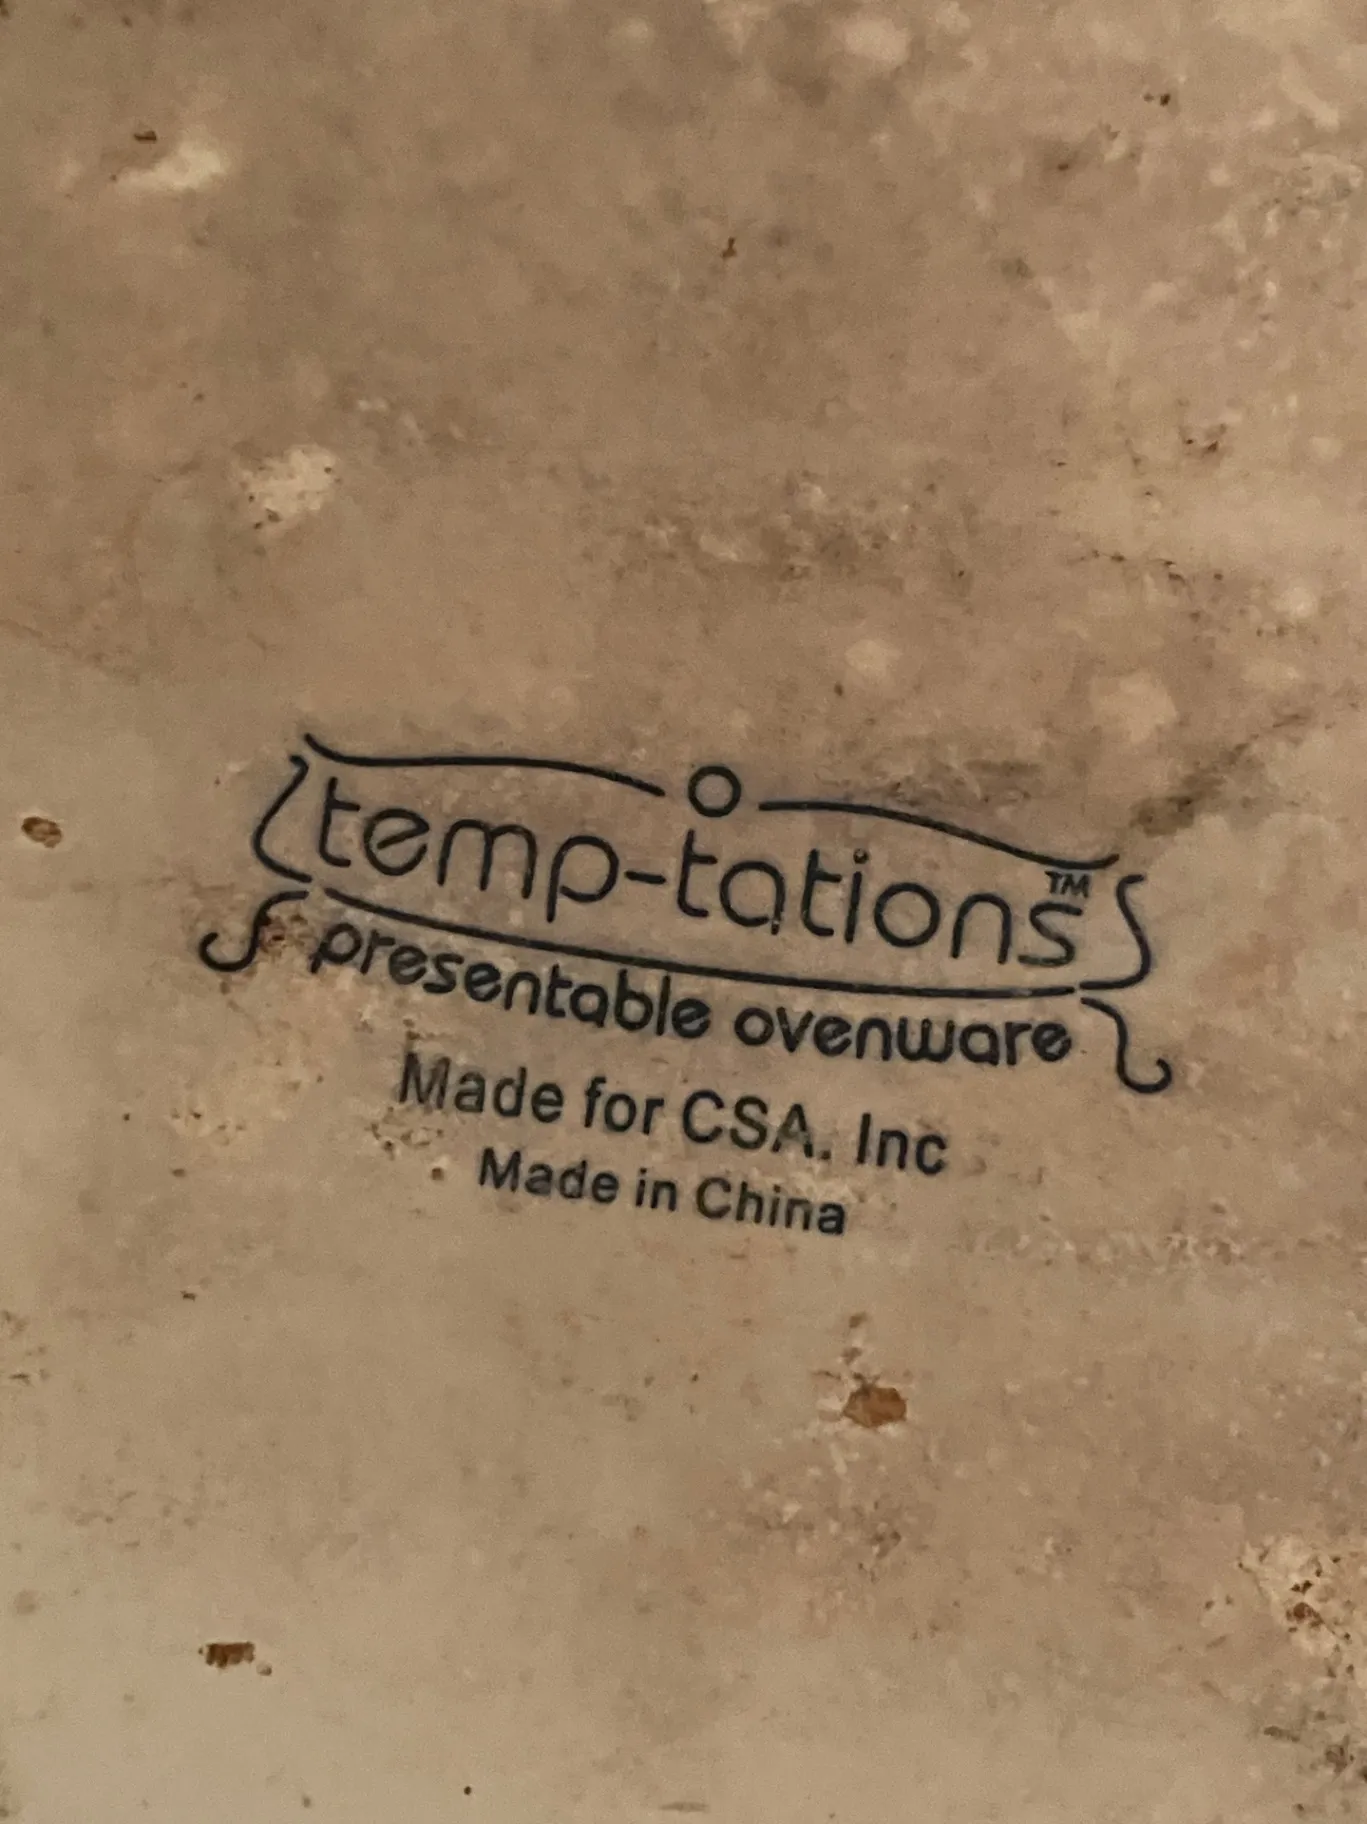 temp-tations™
presentable ovenware
Made for CSA. Inc
Made in China